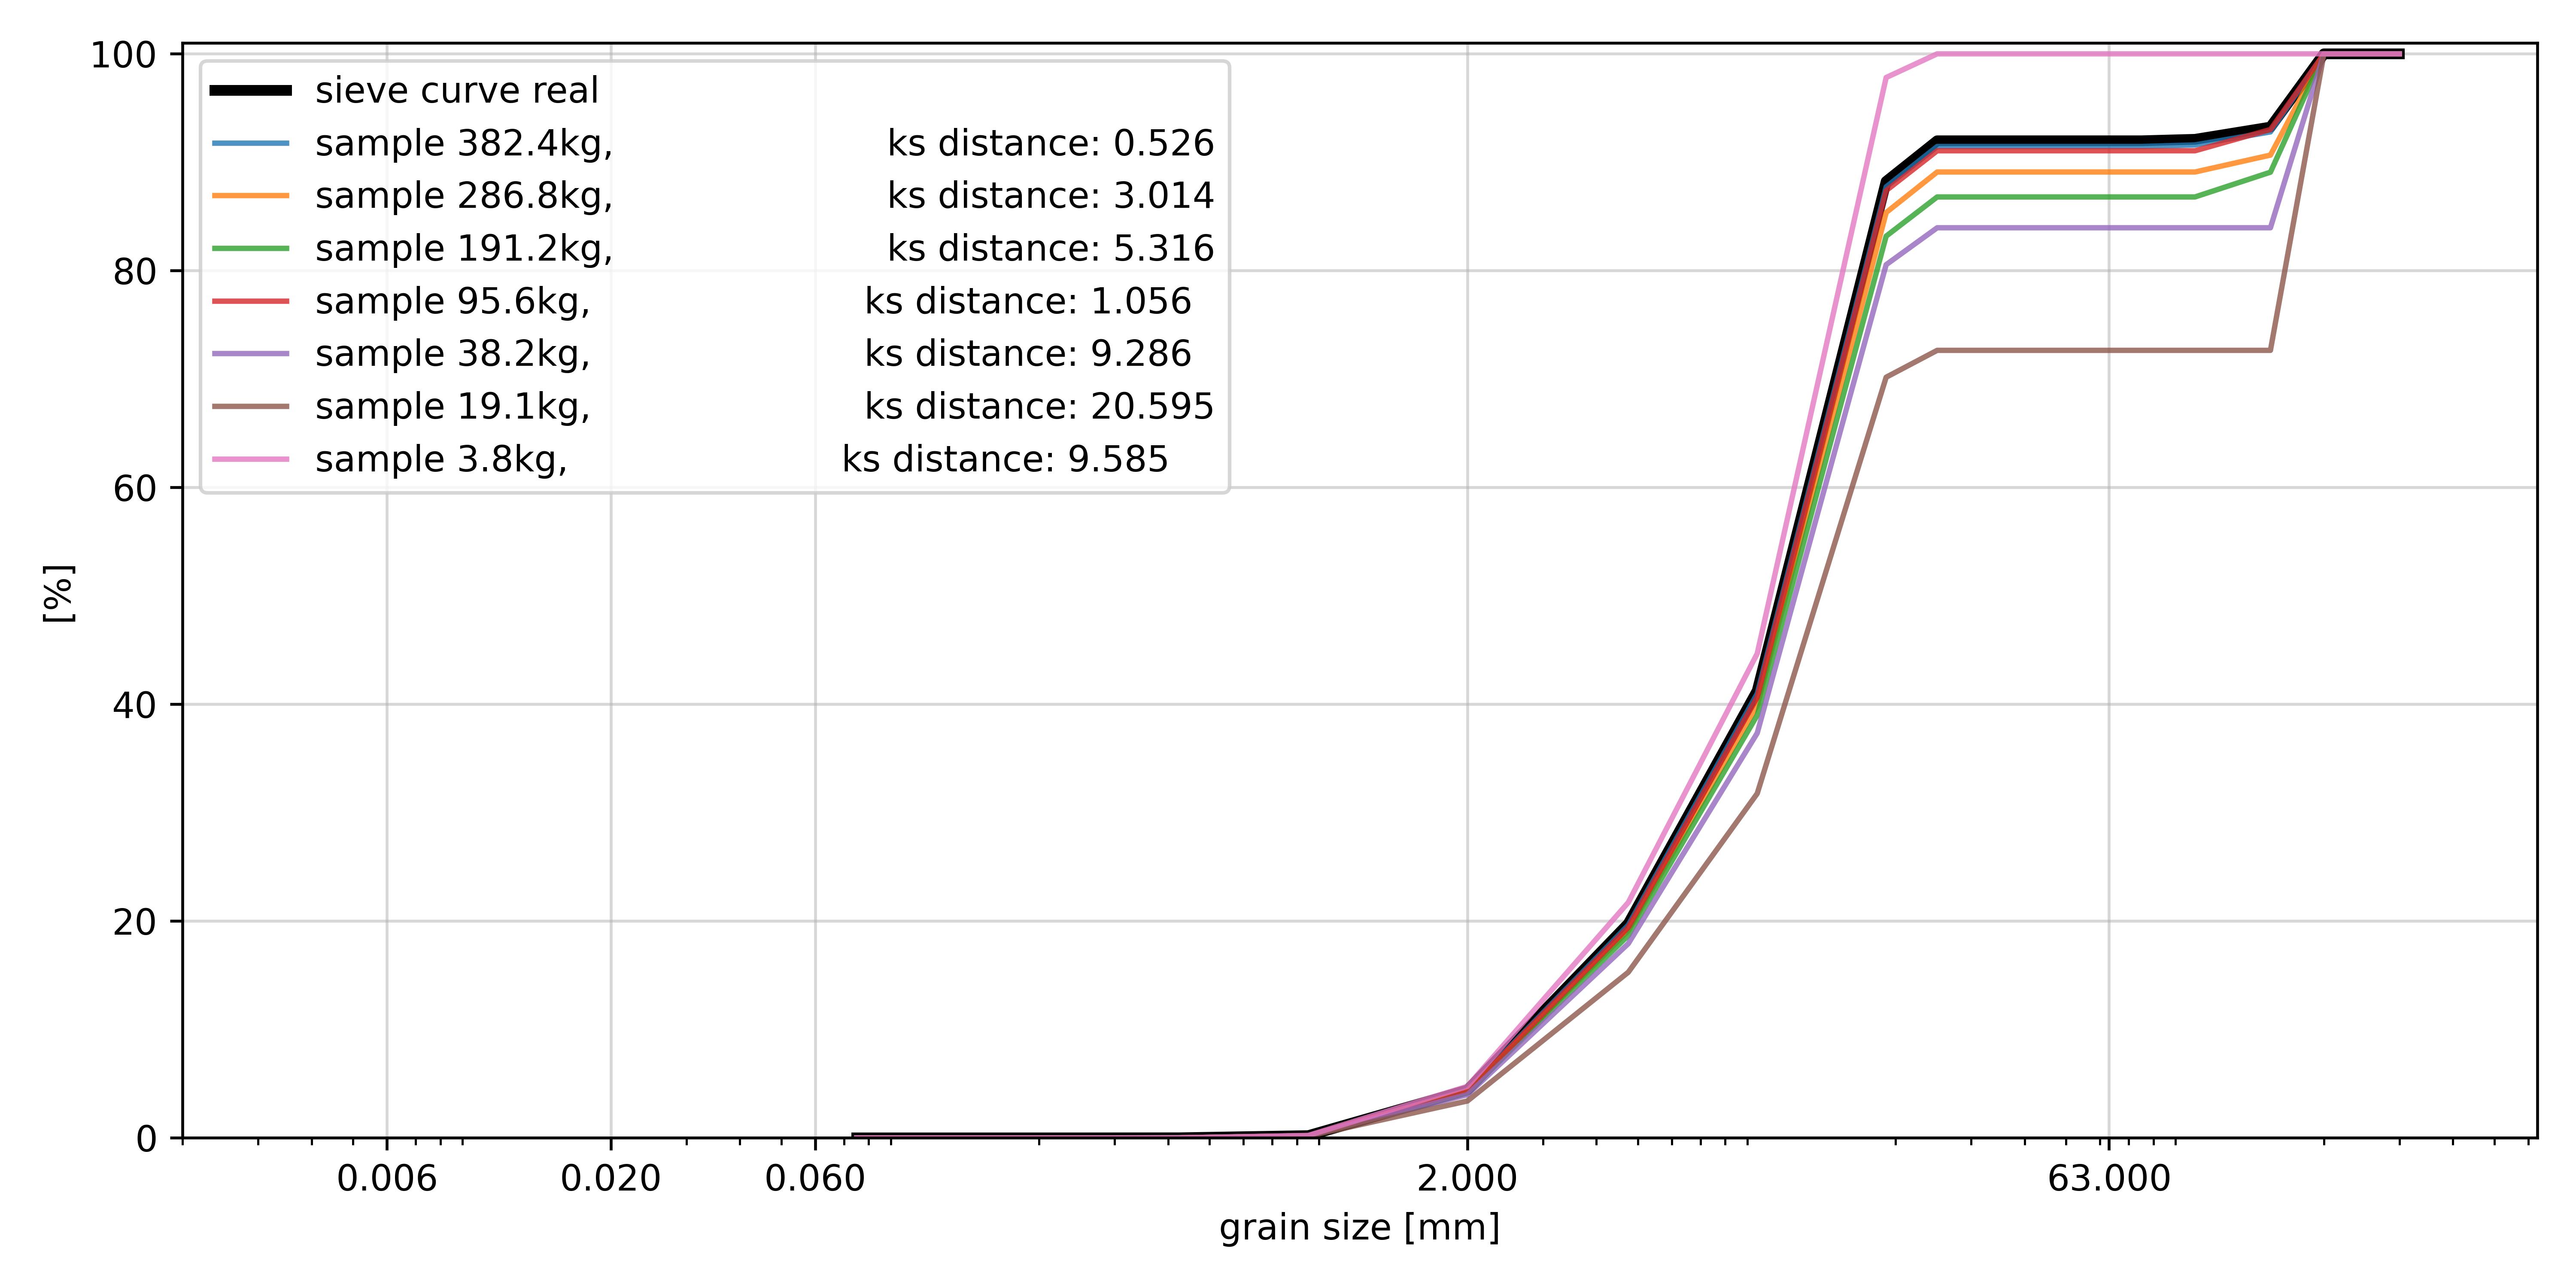 100
80
60
40
20
0
[%]
sieve curve real
sample 382.4kg, ks distance: 0.526
sample 286.8kg, ks distance: 3.014
sample 191.2kg, ks distance: 5.316
sample 95.6kg, ks distance: 1.056
sample 38.2kg, ks distance: 9.286
sample 19.1kg, ks distance: 20.595
sample 3.8kg, ks distance: 9.585
0.006 0.020 0.060 2.000 63.000
grain size [mm]